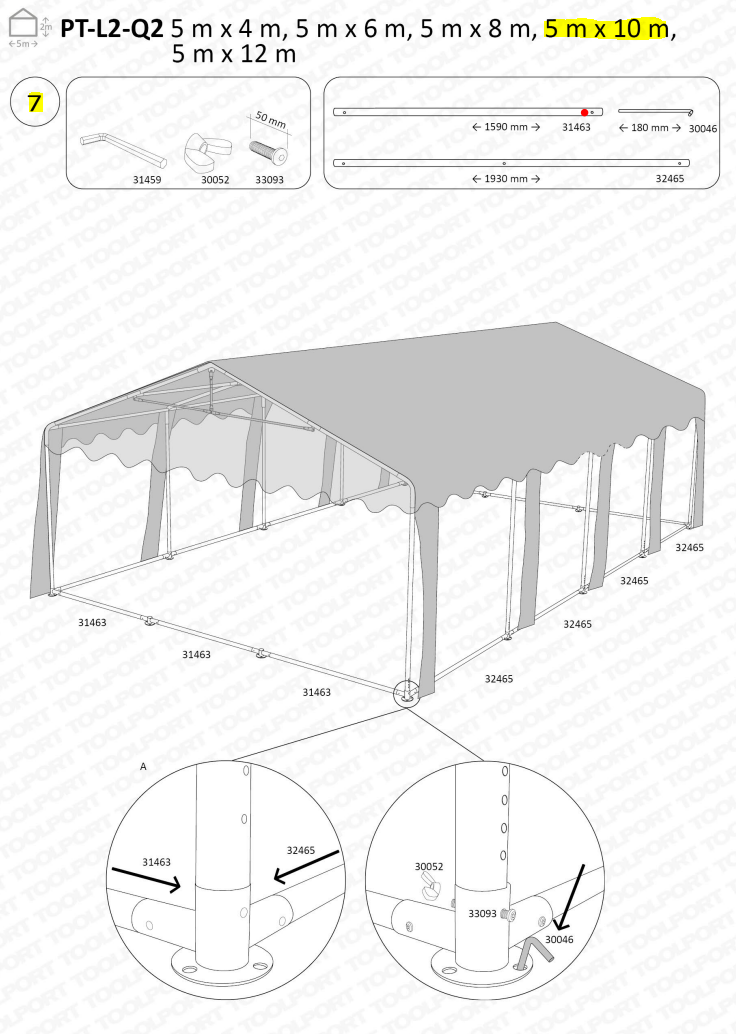 2m
←5m→
PT-L2-Q2 5 m x 4 m, 5 m x 6 m, 5 m x 8 m, 5 m x 10 m,
5 m x 12 m
7
50 mm
31459
30052
33093
← 1590 mm →
31463
← 180 mm →
30046
← 1930 mm →
32465
32465
32465
32465
32465
31463
31463
31463
A
31463
32465
30052
33093
30046
TOOLPORT